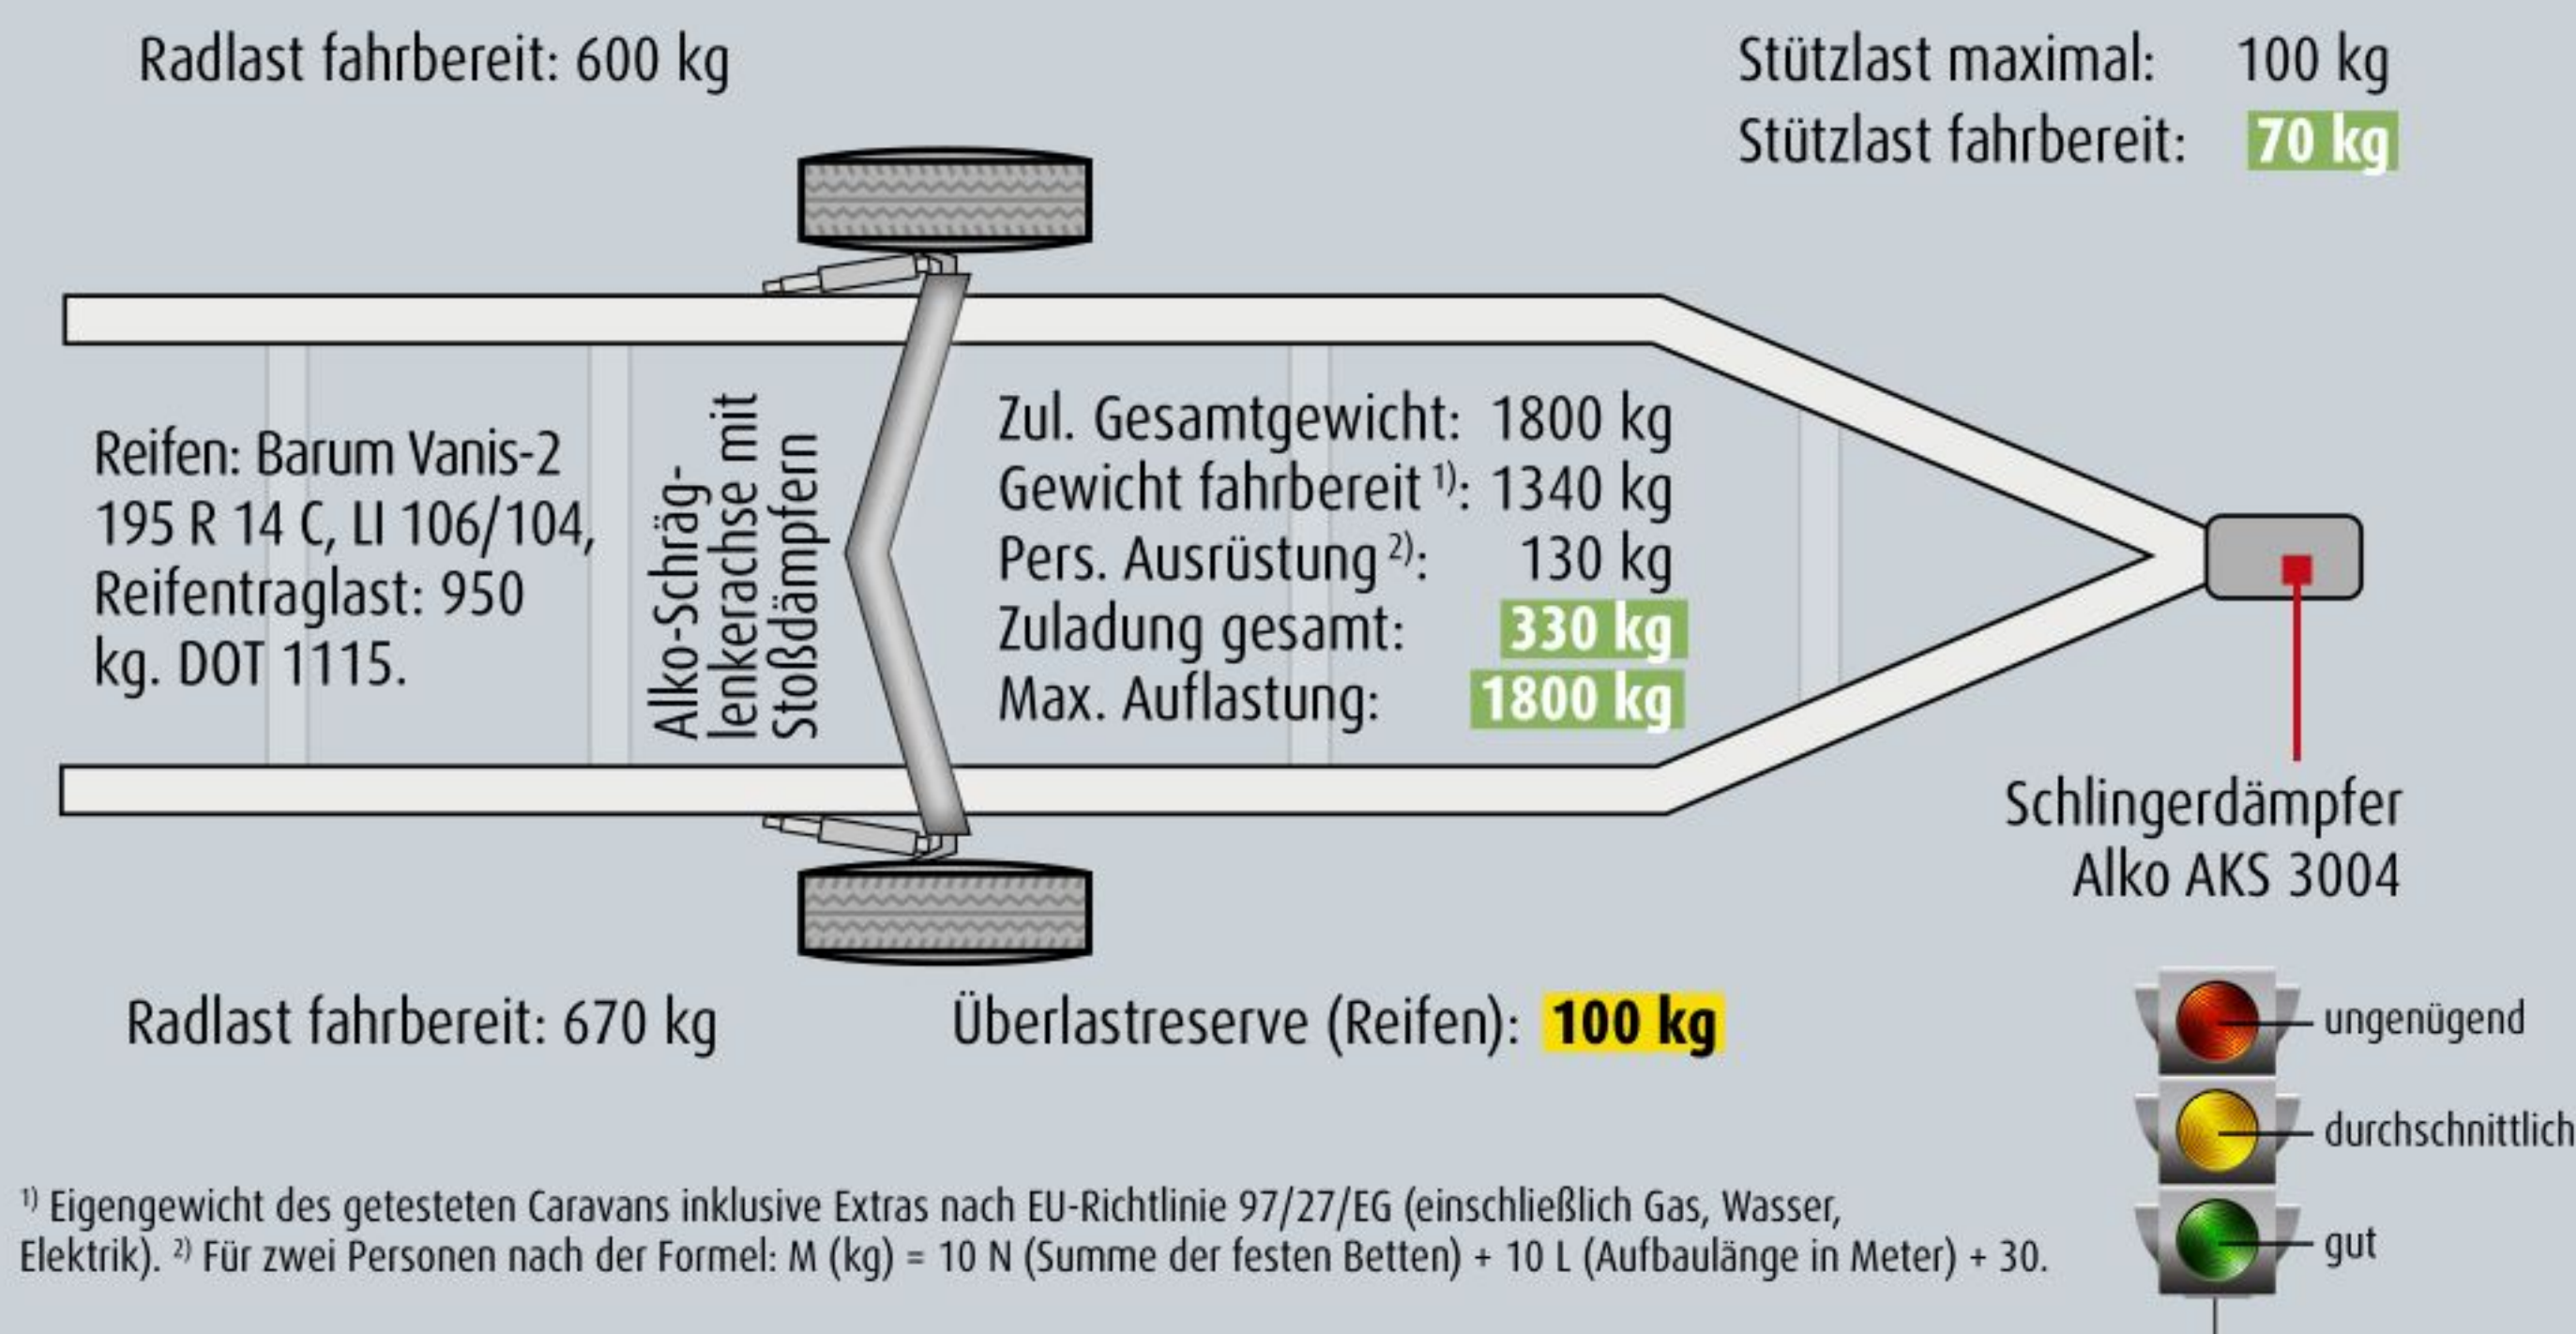 Radlast fahrbereit: 600 kg
Stützlast maximal: 100 kg
Stützlast fahrbereit: 70 kg
Reifen: Barum Vanis-2
195 R 14 C, LI 106/104,
Reifentraglast: 950
kg. DOT 1115.
Alko-Schräg-
lenkerachse mit
Stoßdämpfern
Zul. Gesamtgewicht: 1800 kg
Gewicht fahrbereit 1): 1340 kg
Pers. Ausrüstung 2): 130 kg
Zuladung gesamt: 330 kg
Max. Auflastung: 1800 kg
Schlingerdämpfer
Alko AKS 3004
Radlast fahrbereit: 670 kg
Überlastreserve (Reifen): 100 kg
ungenügend
durchschnittlich
gut
1) Eigengewicht des getesteten Caravans inklusive Extras nach EU-Richtlinie 97/27/EG (einschließlich Gas, Wasser,
Elektrik). 2) Für zwei Personen nach der Formel: M (kg) = 10 N (Summe der festen Betten) + 10 L (Aufbaulänge in Meter) + 30.